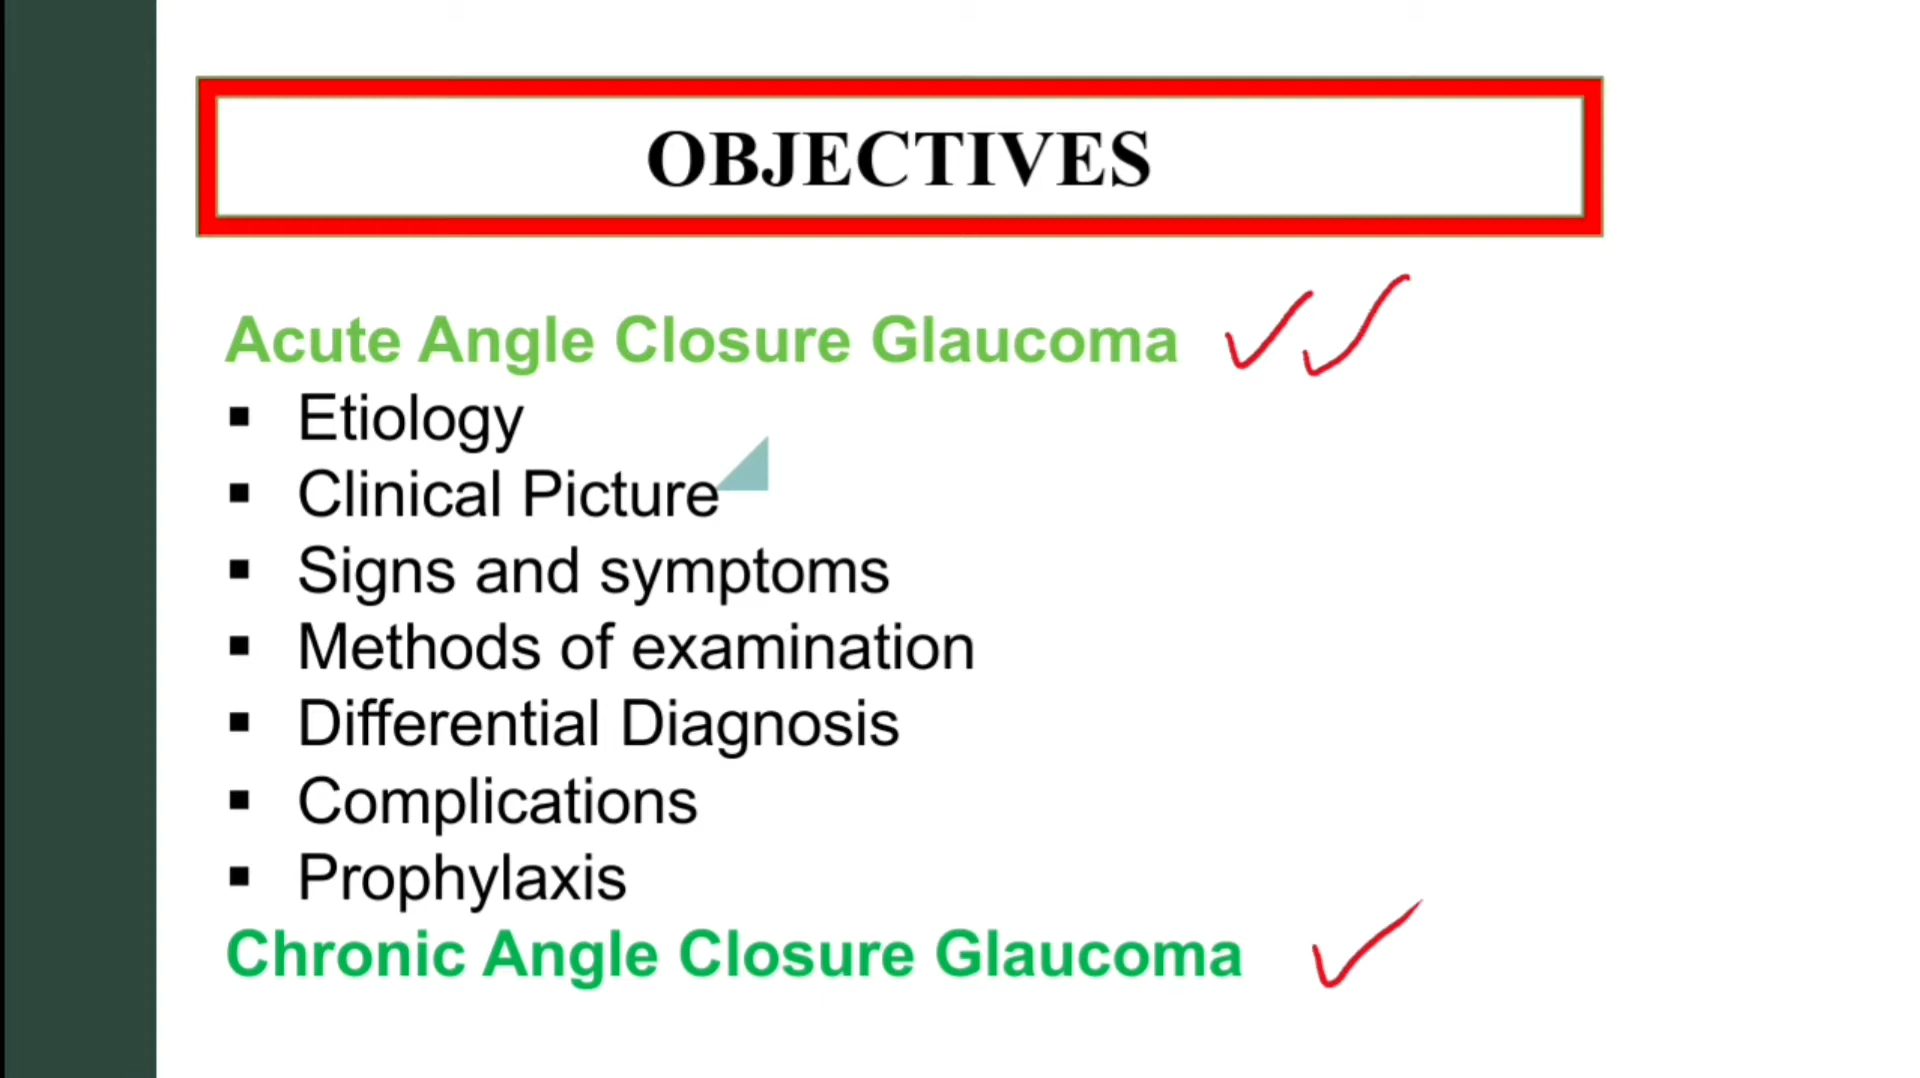 OBJECTIVES
Acute Angle Closure Glaucoma
▪ Etiology
▪ Clinical Picture
▪ Signs and symptoms
▪ Methods of examination
▪ Differential Diagnosis
▪ Complications
▪ Prophylaxis
Chronic Angle Closure Glaucoma